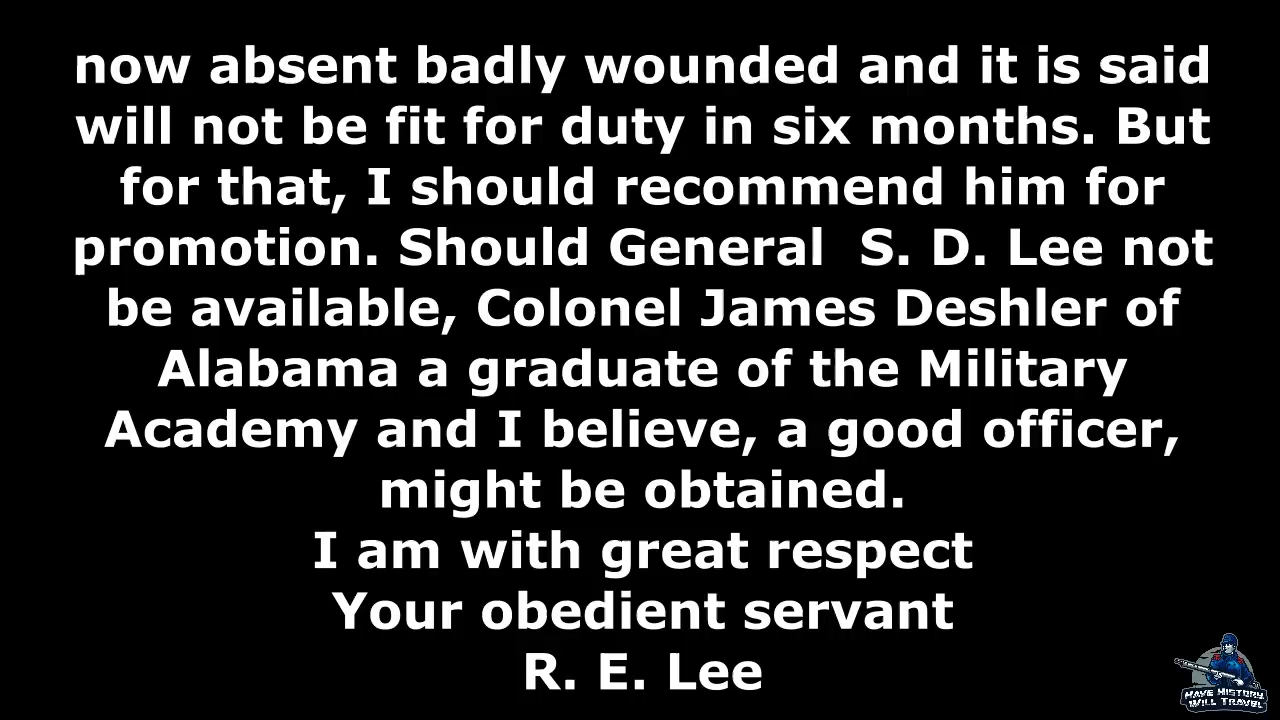 now absent badly wounded and it is said
will not be fit for duty in six months. But
for that, I should recommend him for
promotion. Should General  S. D. Lee not
be available, Colonel James Deshler of
Alabama a graduate of the Military
Academy and I believe, a good officer,
might be obtained.
I am with great respect
Your obedient servant
R. E. Lee
HAVE HISTORY,
WILL TRAVEL